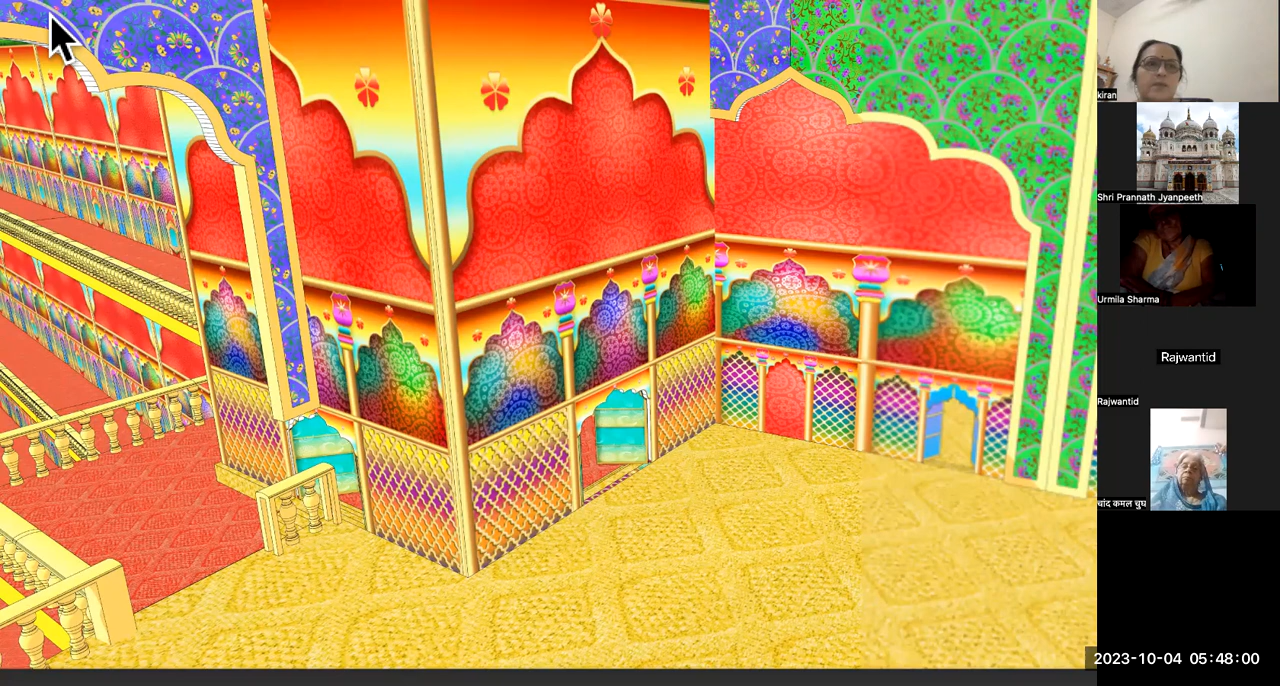 kiran
Shri Prannath Jyanpeeth
Urmila Sharma
Rajwantid
Rajwantid
चांद कमल चुघ
2023-10-04 05:48:00